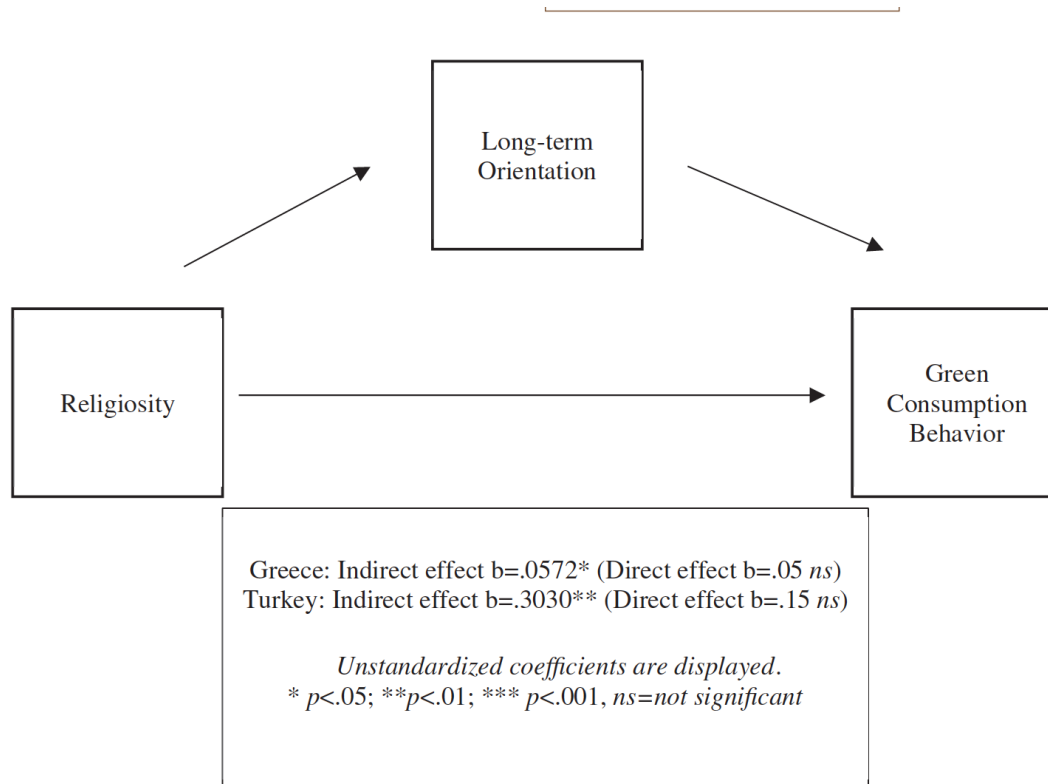 Long-term
Orientation
Religiosity
Green
Consumption
Behavior
Greece: Indirect effect b=.0572* (Direct effect b=.05 ns)
Turkey: Indirect effect b=.3030** (Direct effect b=.15 ns)
Unstandardized coefficients are displayed.
* p<.05; **p<.01; *** p<.001, ns=not significant